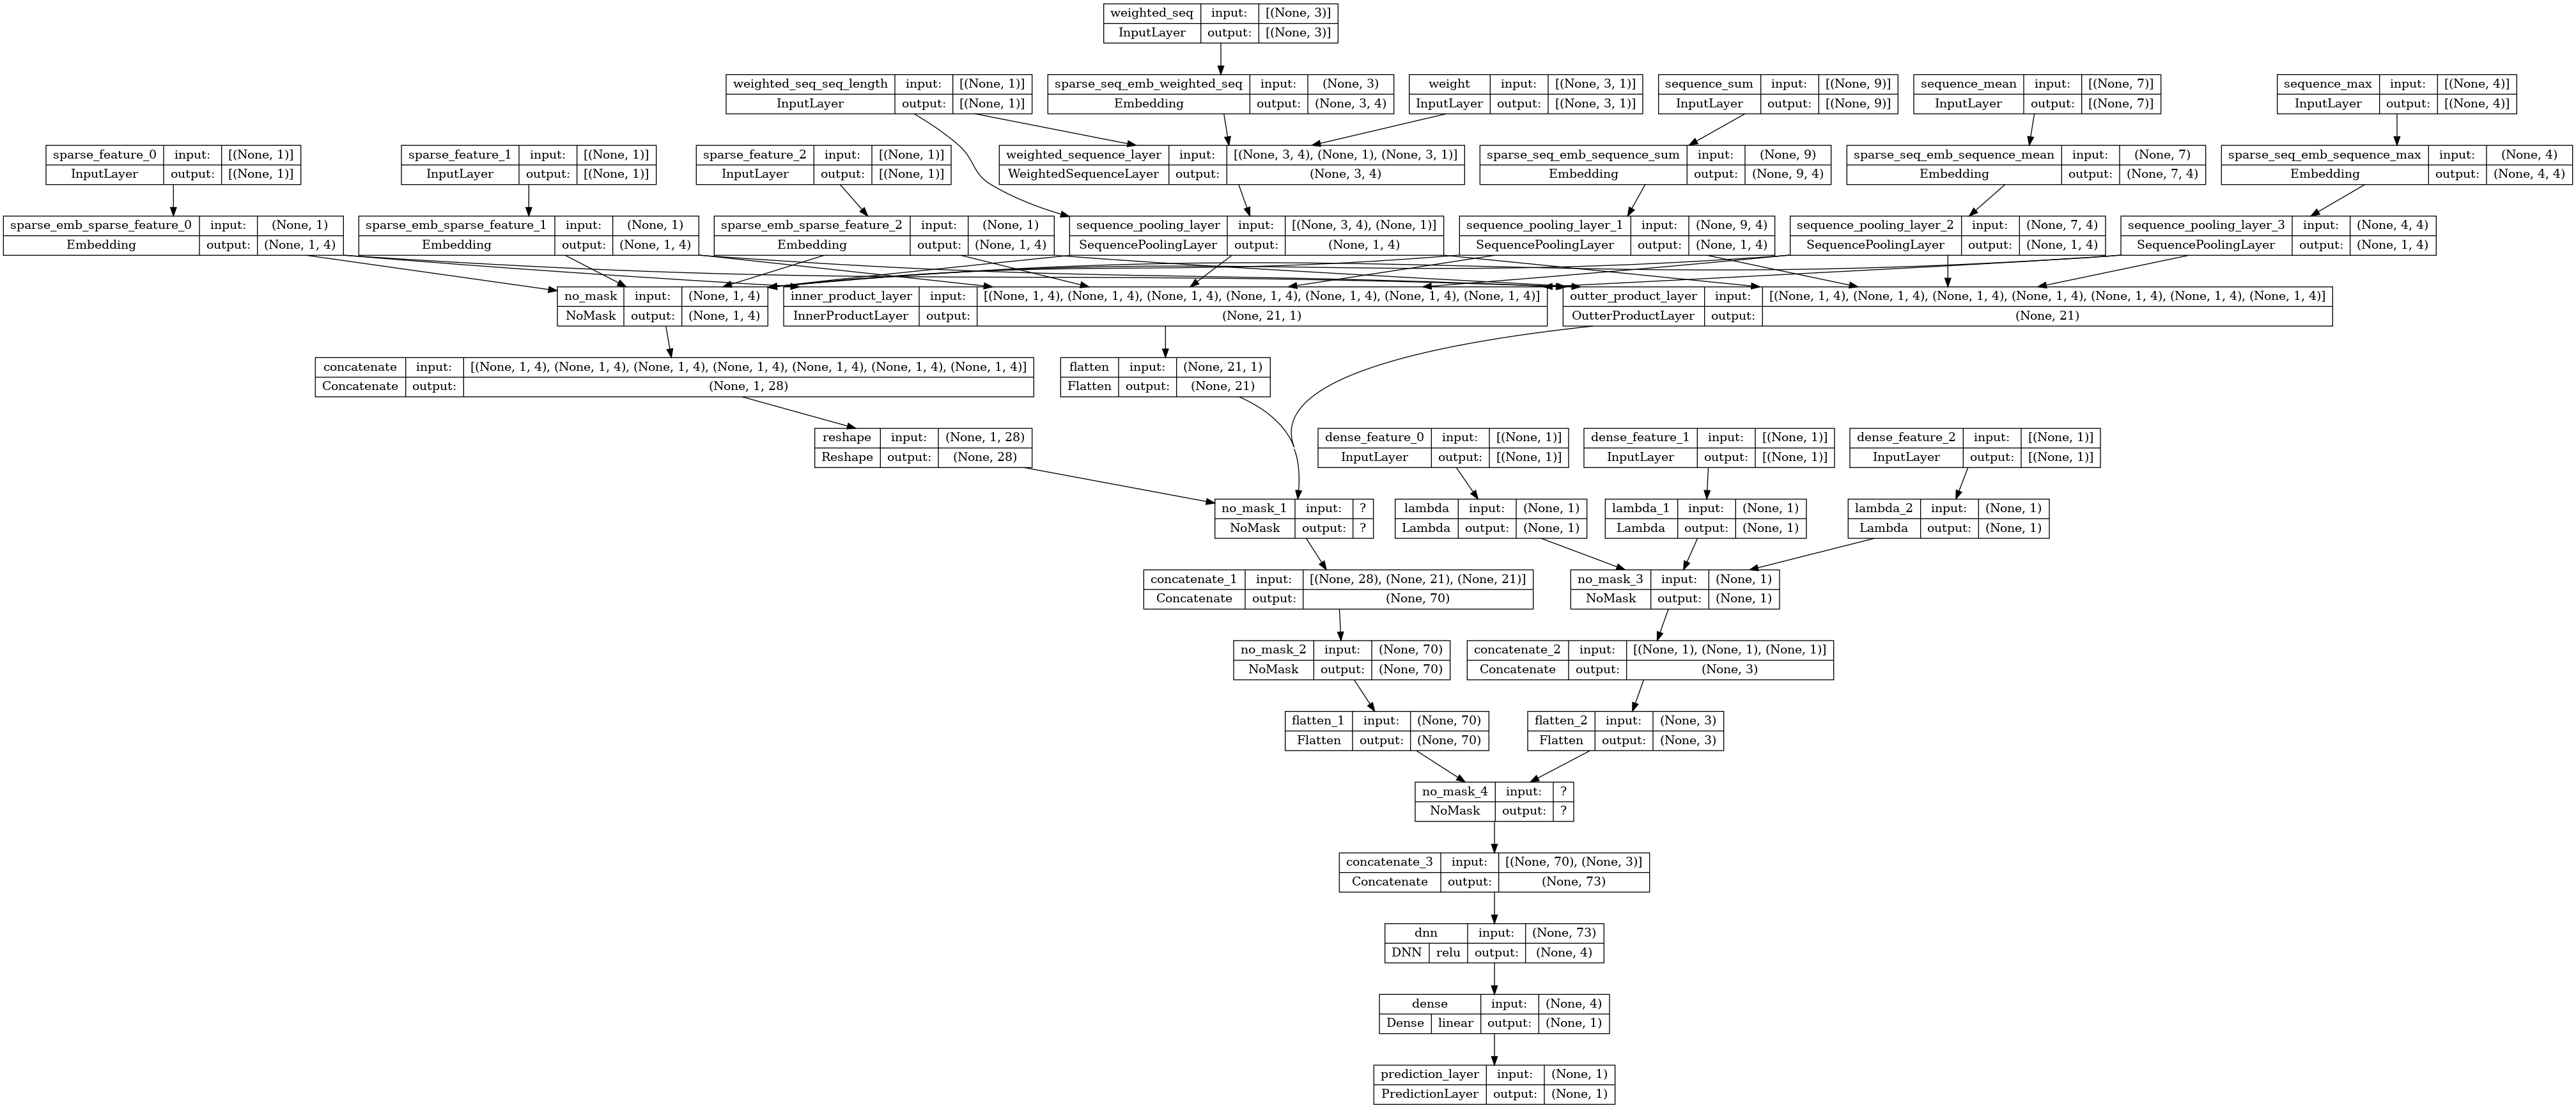 weighted_seq input: [(None, 3)]
InputLayer output: [(None, 3)]
weighted_seq_seq_length input: [(None, 1)]
InputLayer output: [(None, 1)]
sparse_seq_emb_weighted_seq input: (None, 3)
Embedding output: (None, 3, 4)
weight input: [(None, 3, 1)]
InputLayer output: [(None, 3, 1)]
sequence_sum input: [(None, 9)]
InputLayer output: [(None, 9)]
sequence_mean input: [(None, 7)]
InputLayer output: [(None, 7)]
sequence_max input: [(None, 4)]
InputLayer output: [(None, 4)]
sparse_feature_0 input: [(None, 1)]
InputLayer output: [(None, 1)]
sparse_feature_1 input: [(None, 1)]
InputLayer output: [(None, 1)]
sparse_feature_2 input: [(None, 1)]
InputLayer output: [(None, 1)]
weighted_sequence_layer input: [(None, 3, 4), (None, 1), (None, 3, 1)]
WeightedSequenceLayer output: (None, 3, 4)
sparse_seq_emb_sequence_sum input: (None, 9)
Embedding output: (None, 9, 4)
sparse_seq_emb_sequence_mean input: (None, 7)
Embedding output: (None, 7, 4)
sparse_seq_emb_sequence_max input: (None, 4)
Embedding output: (None, 4, 4)
sparse_emb_sparse_feature_0 input: (None, 1)
Embedding output: (None, 1, 4)
sparse_emb_sparse_feature_1 input: (None, 1)
Embedding output: (None, 1, 4)
sparse_emb_sparse_feature_2 input: (None, 1)
Embedding output: (None, 1, 4)
sequence_pooling_layer input: [(None, 3, 4), (None, 1)]
SequencePoolingLayer output: (None, 1, 4)
sequence_pooling_layer_1 input: (None, 9, 4)
SequencePoolingLayer output: (None, 1, 4)
sequence_pooling_layer_2 input: (None, 7, 4)
SequencePoolingLayer output: (None, 1, 4)
sequence_pooling_layer_3 input: (None, 4, 4)
SequencePoolingLayer output: (None, 1, 4)
no_mask input: (None, 1, 4)
NoMask output: (None, 1, 4)
inner_product_layer input: [(None, 1, 4), (None, 1, 4), (None, 1, 4), (None, 1, 4), (None, 1, 4), (None, 1, 4), (None, 1, 4)]
InnerProductLayer output: (None, 21, 1)
outter_product_layer input: [(None, 1, 4), (None, 1, 4), (None, 1, 4), (None, 1, 4), (None, 1, 4), (None, 1, 4), (None, 1, 4)]
OutterProductLayer output: (None, 21)
concatenate input: [(None, 1, 4), (None, 1, 4), (None, 1, 4), (None, 1, 4), (None, 1, 4), (None, 1, 4), (None, 1, 4)]
Concatenate output: (None, 1, 28)
flatten input: (None, 21, 1)
Flatten output: (None, 21)
reshape input: (None, 1, 28)
Reshape output: (None, 28)
dense_feature_0 input: [(None, 1)]
InputLayer output: [(None, 1)]
dense_feature_1 input: [(None, 1)]
InputLayer output: [(None, 1)]
dense_feature_2 input: [(None, 1)]
InputLayer output: [(None, 1)]
no_mask_1 input: ?
NoMask output: ?
lambda input: (None, 1)
Lambda output: (None, 1)
lambda_1 input: (None, 1)
Lambda output: (None, 1)
lambda_2 input: (None, 1)
Lambda output: (None, 1)
concatenate_1 input: [(None, 28), (None, 21), (None, 21)]
Concatenate output: (None, 70)
no_mask_3 input: (None, 1)
NoMask output: (None, 1)
no_mask_2 input: (None, 70)
NoMask output: (None, 70)
concatenate_2 input: [(None, 1), (None, 1), (None, 1)]
Concatenate output: (None, 3)
flatten_1 input: (None, 70)
Flatten output: (None, 70)
flatten_2 input: (None, 3)
Flatten output: (None, 3)
no_mask_4 input: ?
NoMask output: ?
concatenate_3 input: [(None, 70), (None, 3)]
Concatenate output: (None, 73)
dnn input: (None, 73)
DNN relu output: (None, 4)
dense input: (None, 4)
Dense linear output: (None, 1)
prediction_layer input: (None, 1)
PredictionLayer output: (None, 1)